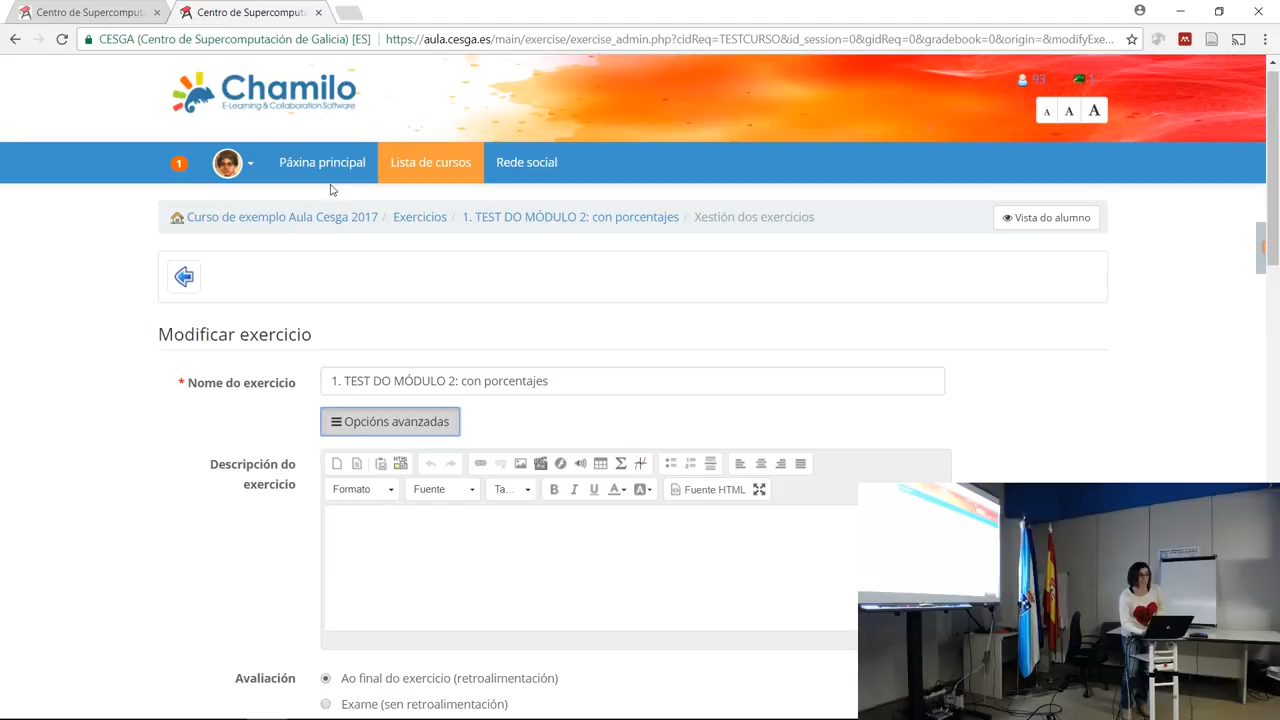 Centro de Supercomput
Centro de Supercomputa
CESGA (Centro de Supercomputación de Galicia) [ES]
https://aula.cesga.es/main/exercise/exercise_admin.php?cidReq=TESTCURSO&id_session=0&gidReq=0&gradebook=0&origin=&modifyExe...
Chamilo
E-Learning & Collaboration Software
93
1
A A A
1
Páxina principal
Lista de cursos
Rede social
Curso de exemplo Aula Cesga 2017 / Exercicios / 1. TEST DO MÓDULO 2: con porcentajes / Xestión dos exercicios
Vista do alumno
Modificar exercicio
* Nome do exercicio
1. TEST DO MÓDULO 2: con porcentajes
Opcións avanzadas
Descripción do
exercicio
Formato
Fuente
Ta...
B I U A A
Fuente HTML
Avaliación
Ao final do exercicio (retroalimentación)
Exame (sen retroalimentación)